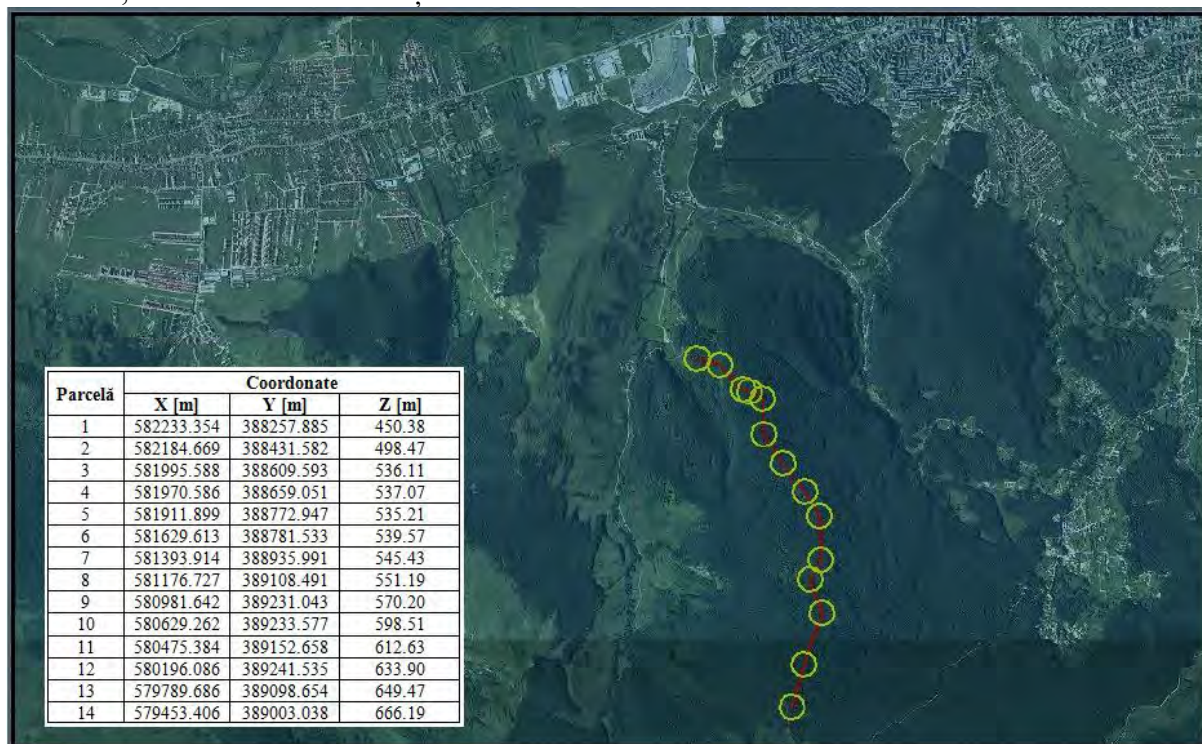 Parcelă Coordonate
X [m] Y [m] Z [m]
1 582233.354 388257.885 450.38
2 582184.669 388431.582 498.47
3 581995.588 388609.593 536.11
4 581970.586 388659.051 537.07
5 581911.899 388772.947 535.21
6 581629.613 388781.533 539.57
7 581393.914 388935.991 545.43
8 581176.727 389108.491 551.19
9 580981.642 389231.043 570.20
10 580629.262 389233.577 598.51
11 580475.384 389152.658 612.63
12 580196.086 389241.535 633.90
13 579789.686 389098.654 649.47
14 579453.406 389003.038 666.19